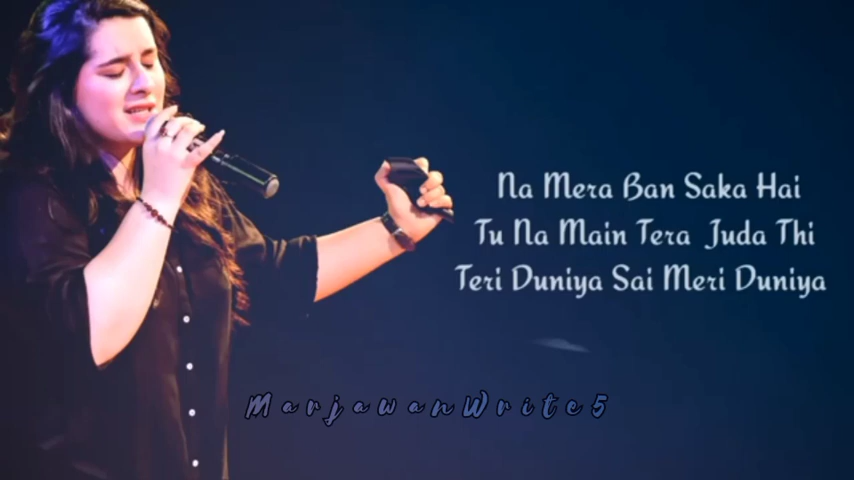 Na Mera Ban Saka Hai
Tu Na Main Tera Juda Thi
Teri Duniya Sai Meri Duniya
MarjawanWrite5